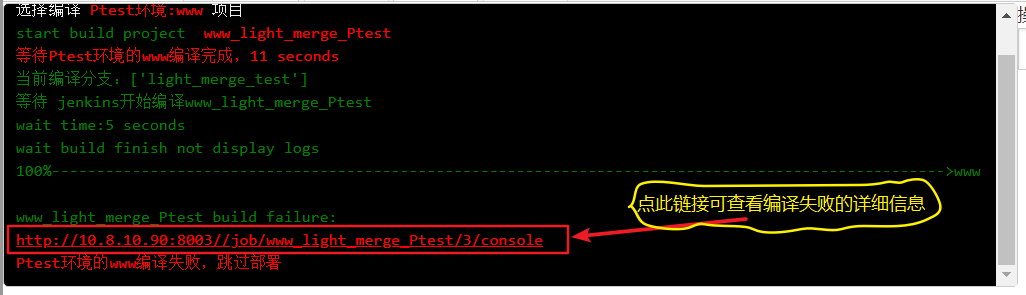 选择编译 Ptest环境:www 项目
start build project www_light_merge_Ptest
等待Ptest环境的www编译完成，11 seconds
当前编译分支：['light_merge_test']
等待 jenkins开始编译www_light_merge_Ptest
wait time:5 seconds
wait build finish not display logs
100%---------------------------------------------------------------------------------------------------->www
点此链接可查看编译失败的详细信息
www_light_merge_Ptest build failure:
http://10.8.10.90:8003//job/www_light_merge_Ptest/3/console
Ptest环境的www编译失败，跳过部署